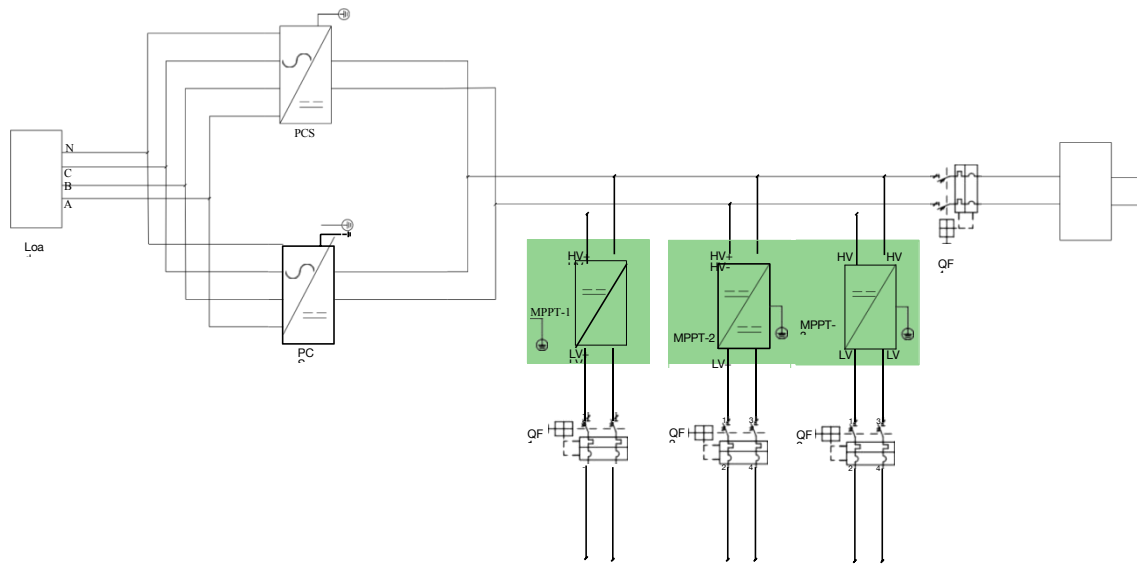 PCS
N
C
B
A
Loa
PC
HV+
HV+
HV-
HV
HV
MPPT-1
MPPT-2
MPPT-
LV+
LV-
LV
LV
QF
QF
QF
QF
1
3
1
3
2
4
2
4